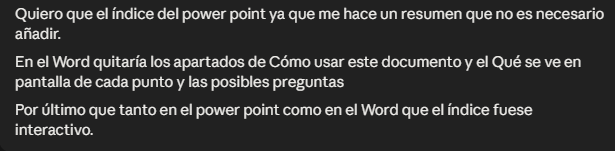 Quiero que el índice del power point ya que me hace un resumen que no es necesario
añadir.
En el Word quitaría los apartados de Cómo usar este documento y el Qué se ve en
pantalla de cada punto y las posibles preguntas
Por último que tanto en el power point como en el Word que el índice fuese
interactivo.